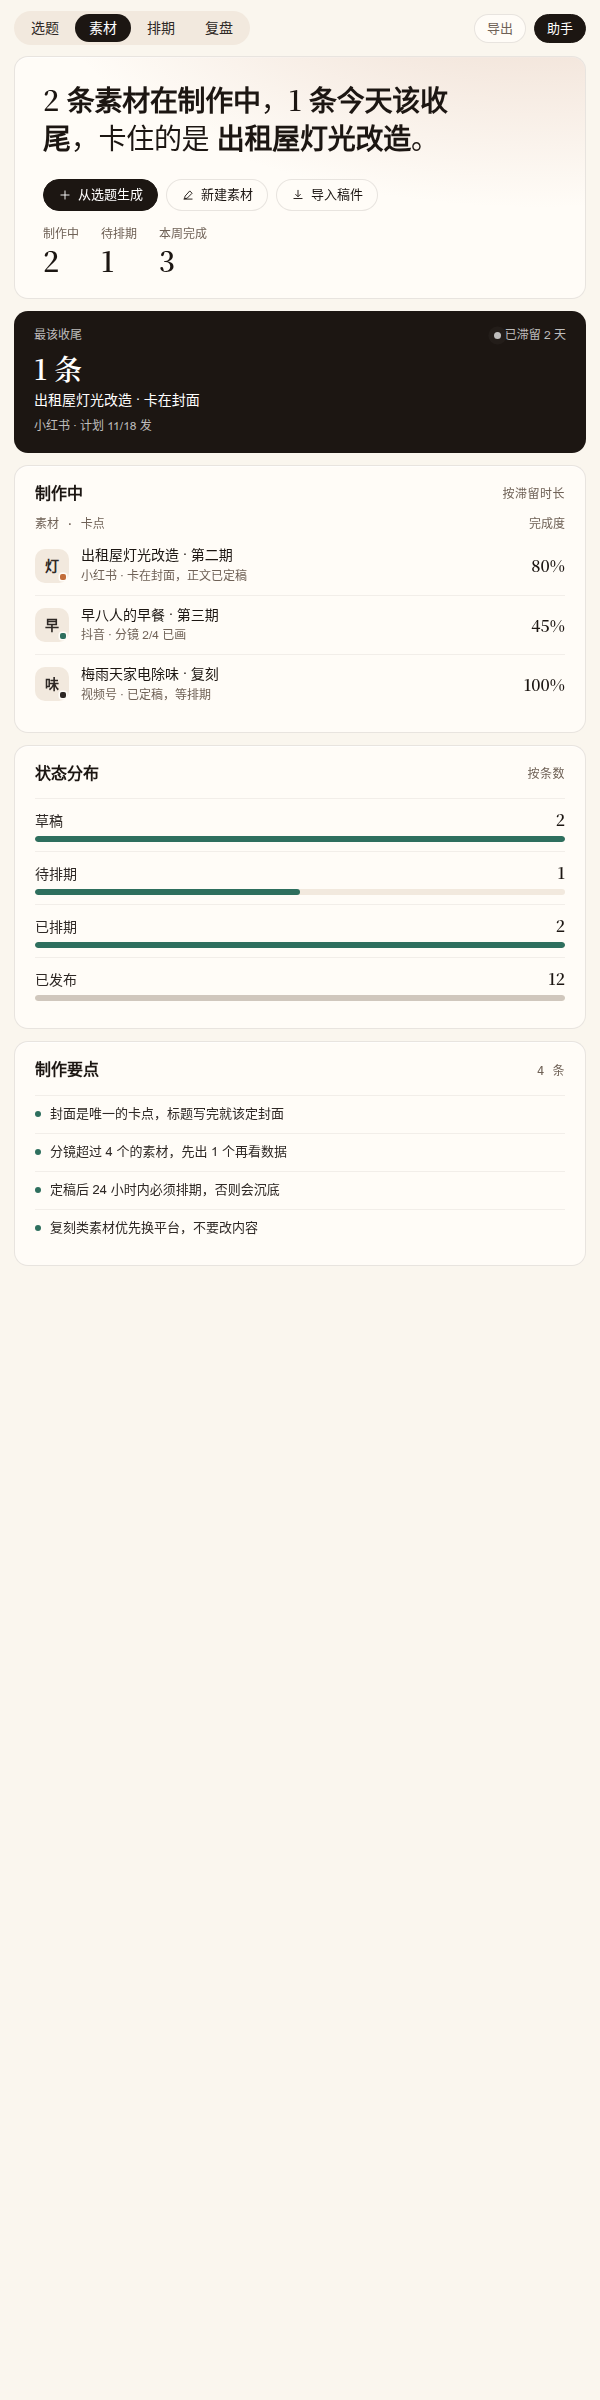 选题 素材 排期 复盘 导出 助手
2 条素材在制作中，1 条今天该收
尾，卡住的是 出租屋灯光改造。
从选题生成 新建素材 导入稿件
制作中 待排期 本周完成
2 1 3
最该收尾 已滞留 2 天
1 条
出租屋灯光改造 · 卡在封面
小红书 · 计划 11/18 发
制作中 按滞留时长
素材 · 卡点 完成度
灯 出租屋灯光改造 · 第二期 80%
小红书 · 卡在封面，正文已定稿
早 早八人的早餐 · 第三期 45%
抖音 · 分镜 2/4 已画
味 梅雨天家电除味 · 复刻 100%
视频号 · 已定稿，等排期
状态分布 按条数
草稿 2
待排期 1
已排期 2
已发布 12
制作要点 4 条
封面是唯一的卡点，标题写完就该定封面
分镜超过 4 个的素材，先出 1 个再看数据
定稿后 24 小时内必须排期，否则会沉底
复刻类素材优先换平台，不要改内容